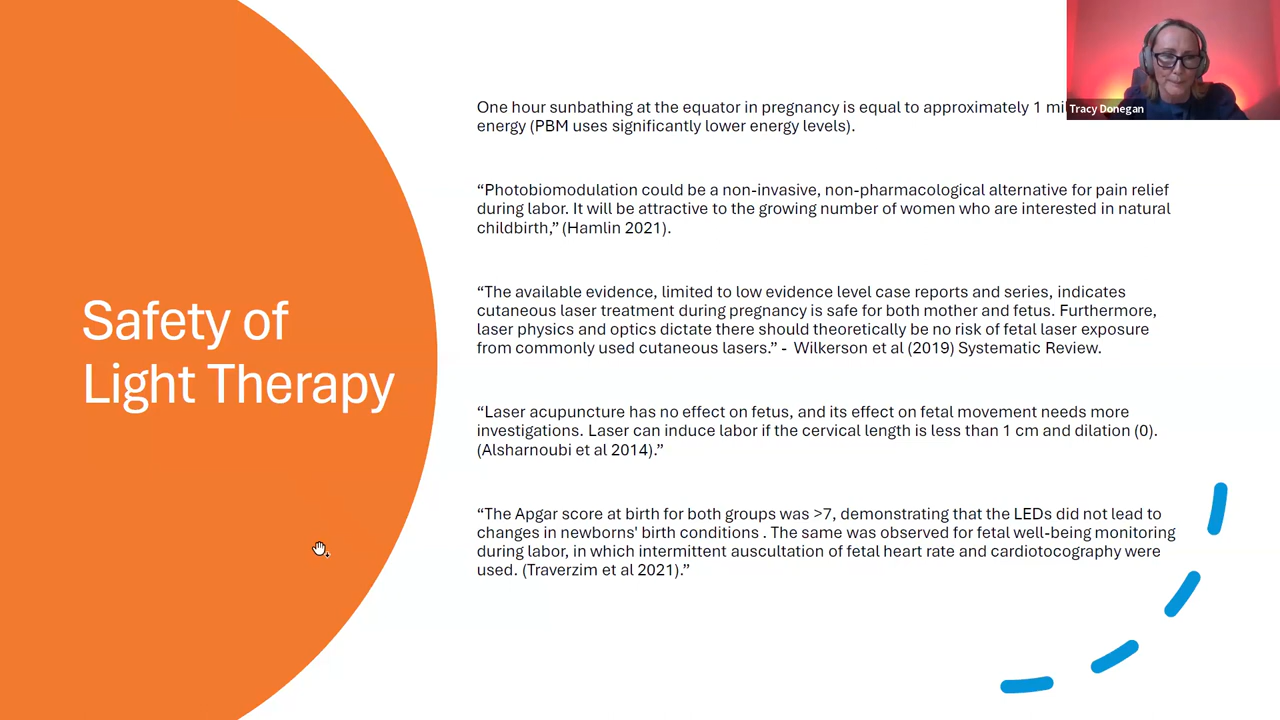 Safety of
Light Therapy
One hour sunbathing at the equator in pregnancy is equal to approximately 1
energy (PBM uses significantly lower energy levels).
“Photobiomodulation could be a non-invasive, non-pharmacological alternative for pain relief
during labor. It will be attractive to the growing number of women who are interested in natural
childbirth,” (Hamlin 2021).
“The available evidence, limited to low evidence level case reports and series, indicates
cutaneous laser treatment during pregnancy is safe for both mother and fetus. Furthermore,
laser physics and optics dictate there should theoretically be no risk of fetal laser exposure
from commonly used cutaneous lasers.” - Wilkerson et al (2019) Systematic Review.
“Laser acupuncture has no effect on fetus, and its effect on fetal movement needs more
investigations. Laser can induce labor if the cervical length is less than 1 cm and dilation (0).
(Alsharnoubi et al 2014).”
“The Apgar score at birth for both groups was >7, demonstrating that the LEDs did not lead to
changes in newborns' birth conditions . The same was observed for fetal well-being monitoring
during labor, in which intermittent auscultation of fetal heart rate and cardiotocography were
used. (Traverzim et al 2021).”
Tracy Donegan